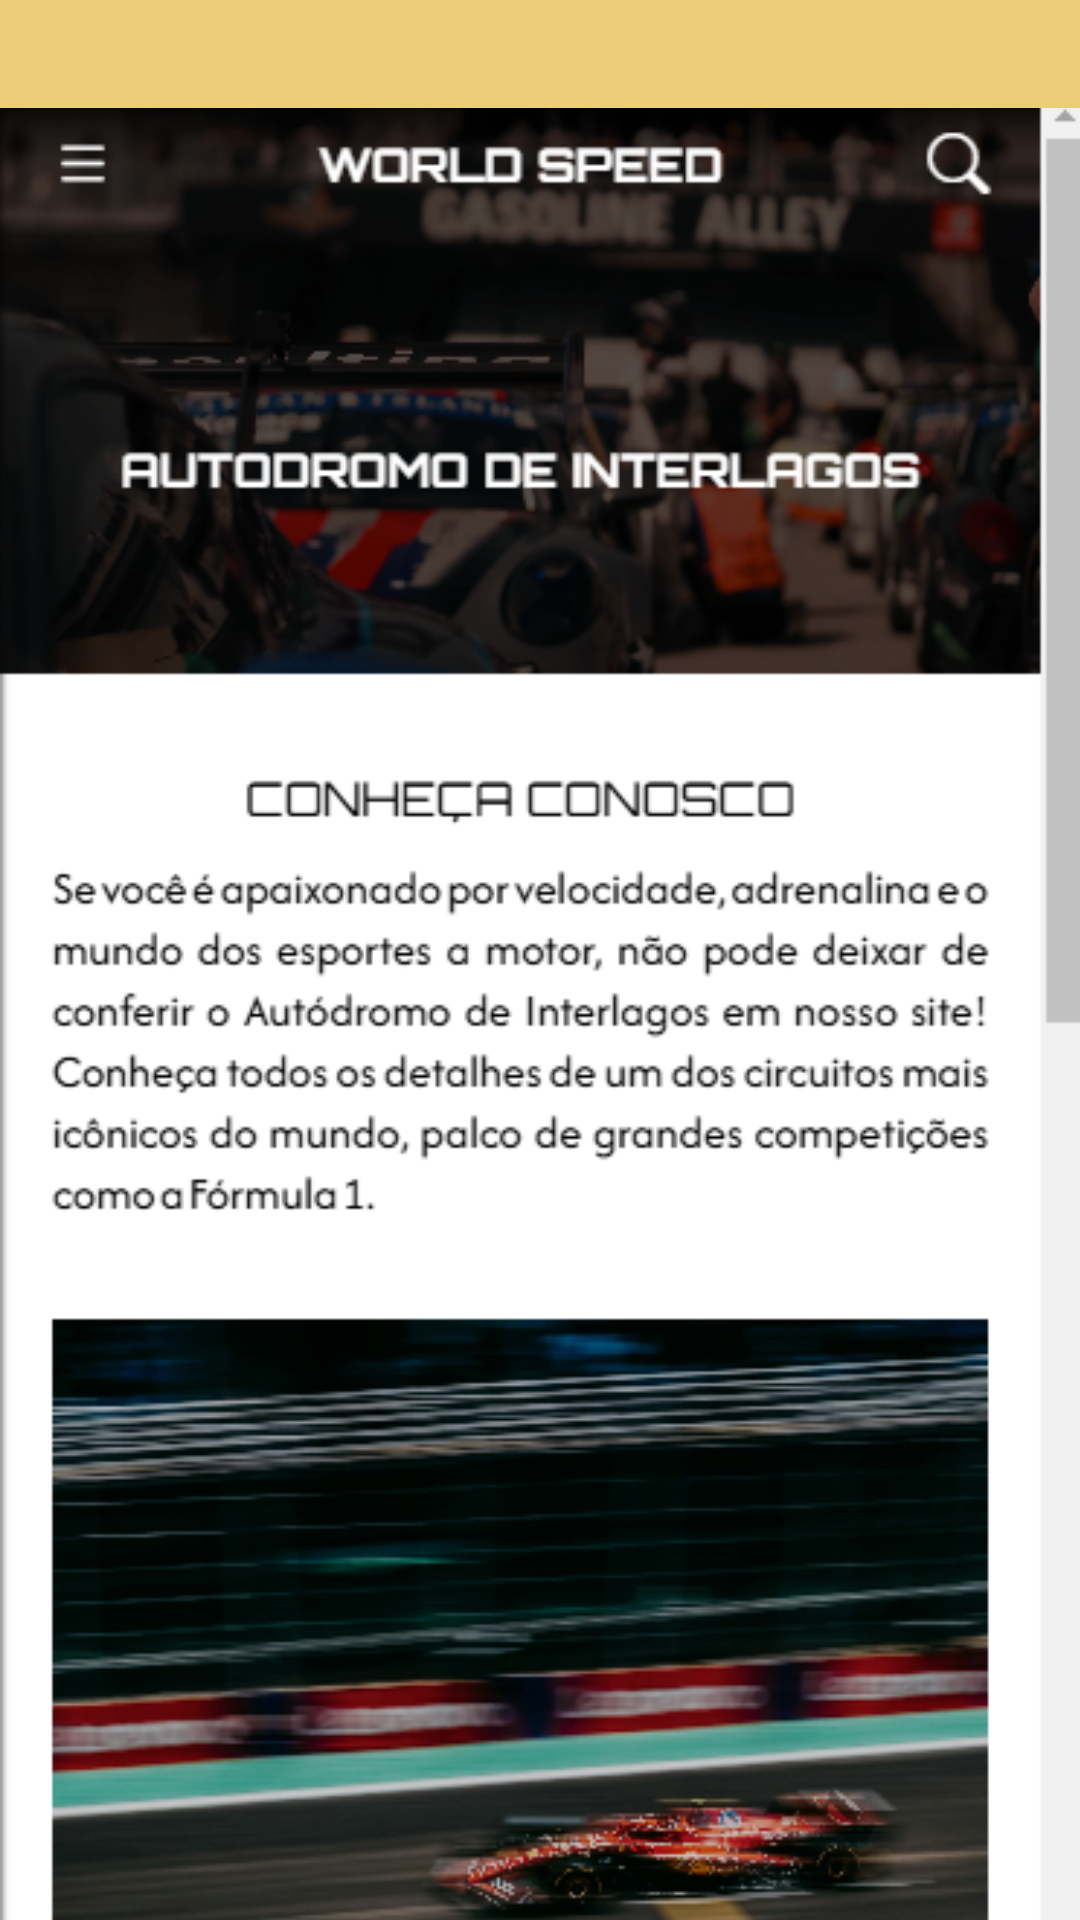 WORLD SPEED
GASOLINE ALLEY
AUTODROMO DE INTERLAGOS
CONHEÇA CONOSCO
Se você é apaixonado por velocidade, adrenalina e o
mundo dos esportes a motor, não pode deixar de
conferir o Autódromo de Interlagos em nosso site!
Conheça todos os detalhes de um dos circuitos mais
icônicos do mundo, palco de grandes competições
como a Fórmula 1.